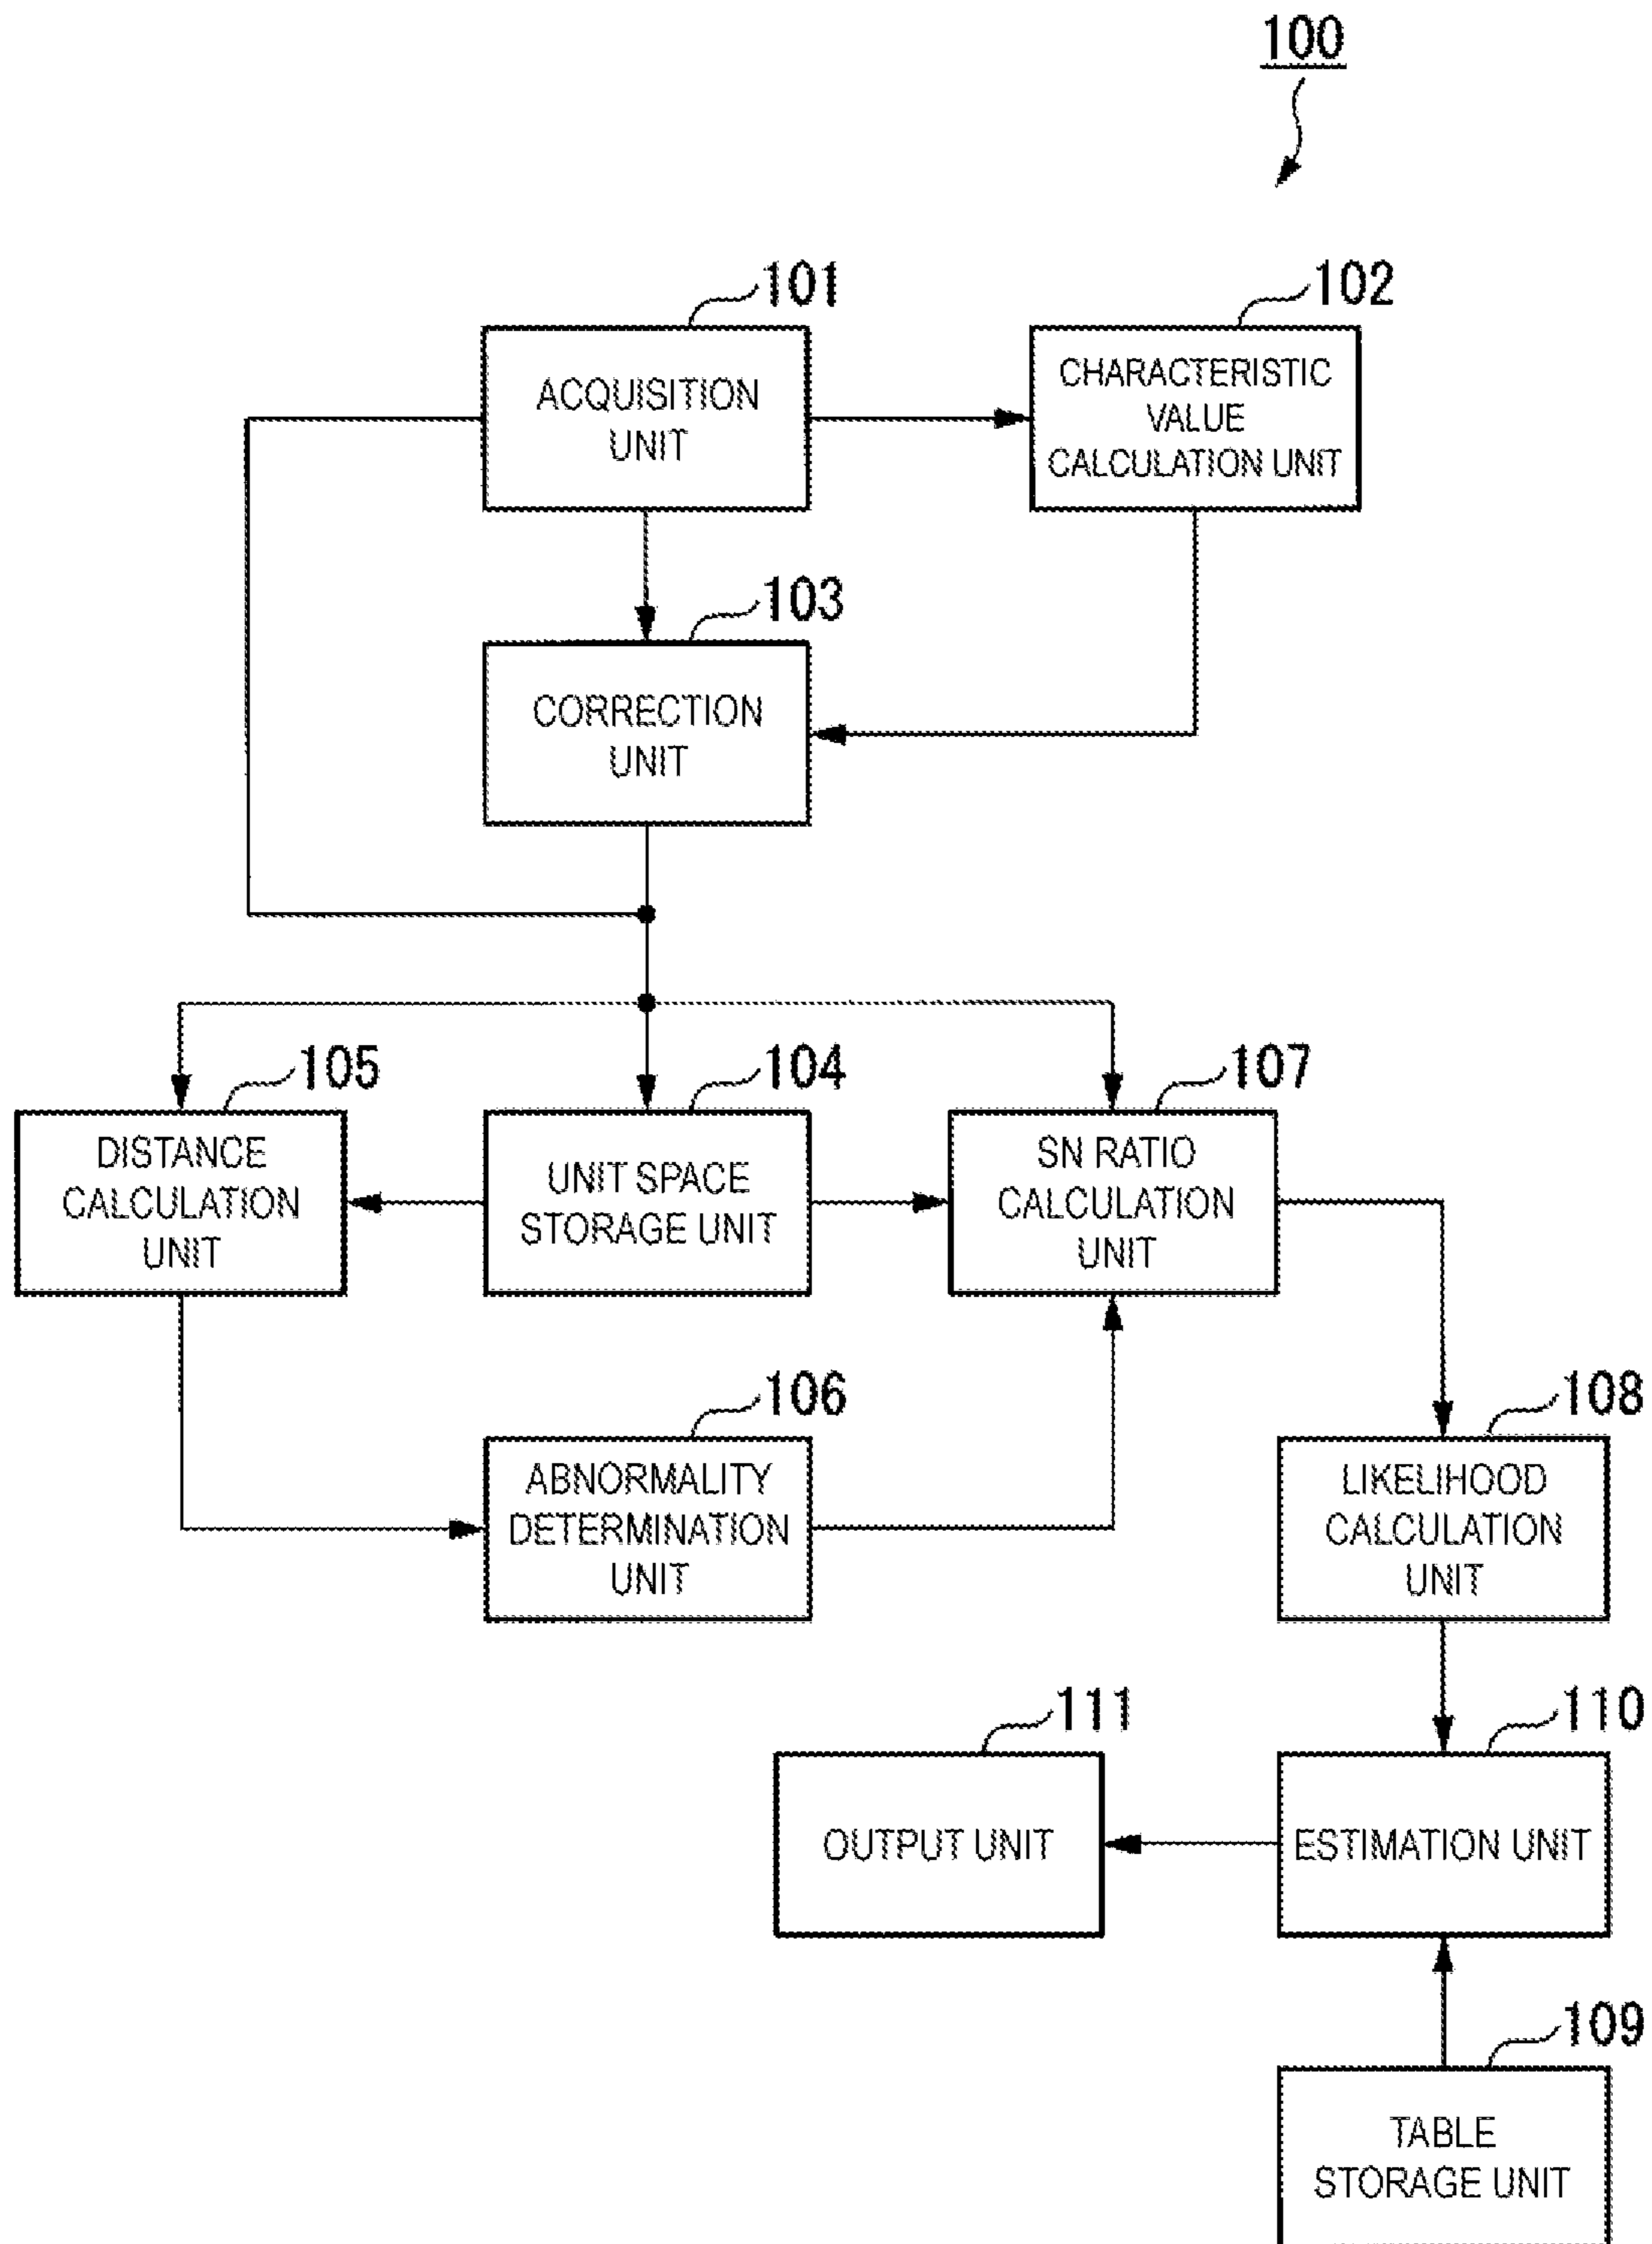 100
101
102
ACQUISITION
UNIT
CHARACTERISTIC
VALUE
CALCULATION UNIT
103
CORRECTION
UNIT
105
104
107
DISTANCE
CALCULATION
UNIT
UNIT SPACE
STORAGE UNIT
SN RATIO
CALCULATION
UNIT
106
108
ABNORMALITY
DETERMINATION
UNIT
LIKELIHOOD
CALCULATION
UNIT
111
110
OUTPUT UNIT
ESTIMATION UNIT
109
TABLE
STORAGE UNIT